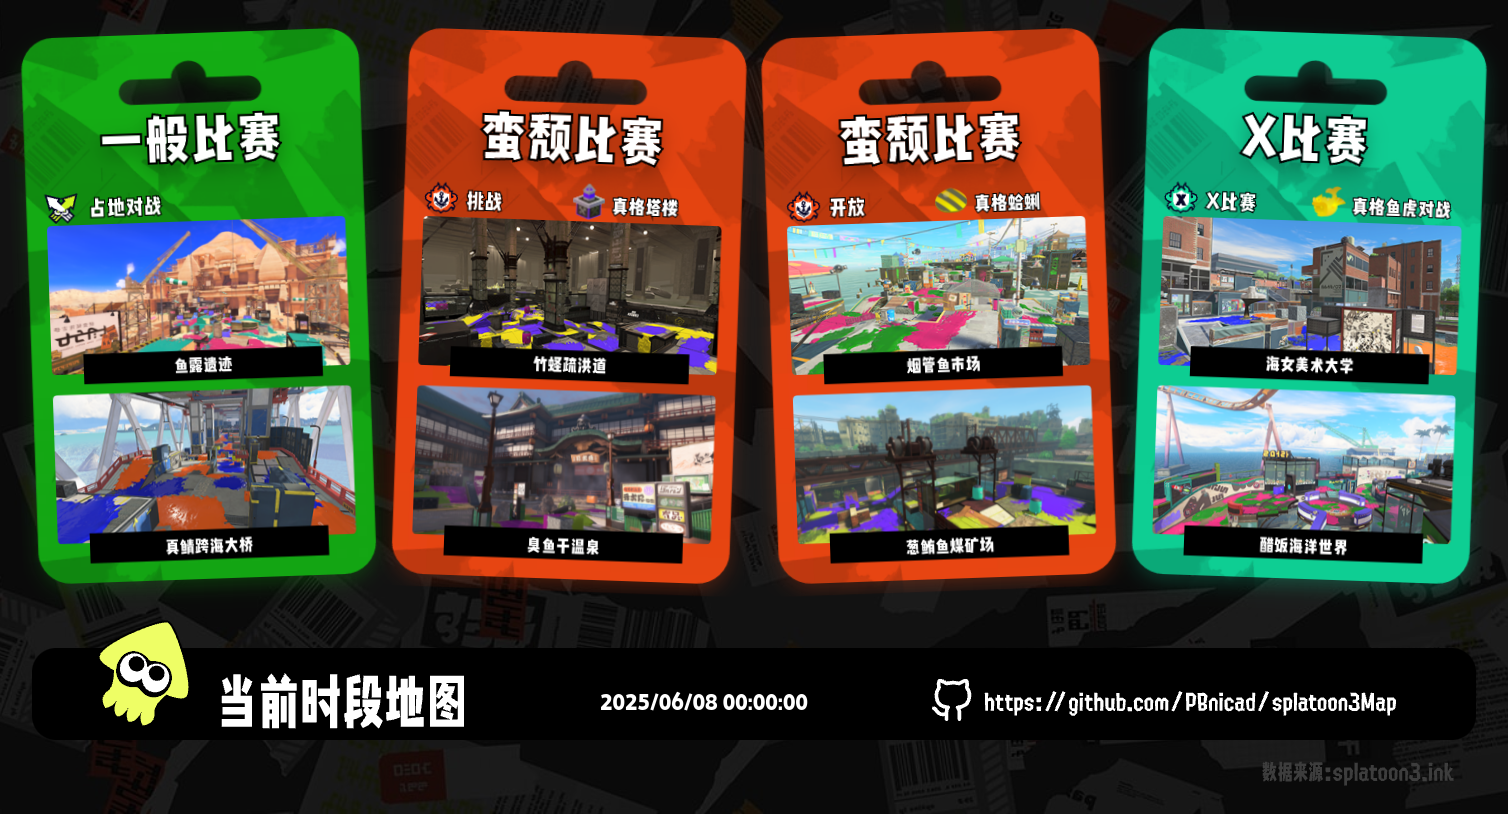 一般比赛
占地对战
鱼露遗迹
真鲭跨海大桥
蛮颓比赛
挑战
真格塔楼
竹蛏疏洪道
臭鱼干温泉
蛮颓比赛
开放
真格蛤蜊
烟管鱼市场
葱鲔鱼煤矿场
X比赛
X比赛
真格鱼虎对战
海女美术大学
醋饭海洋世界
当前时段地图
2025/06/08 00:00:00
https://github.com/PBnicad/splatoon3Map
数据来源:splatoon3.ink